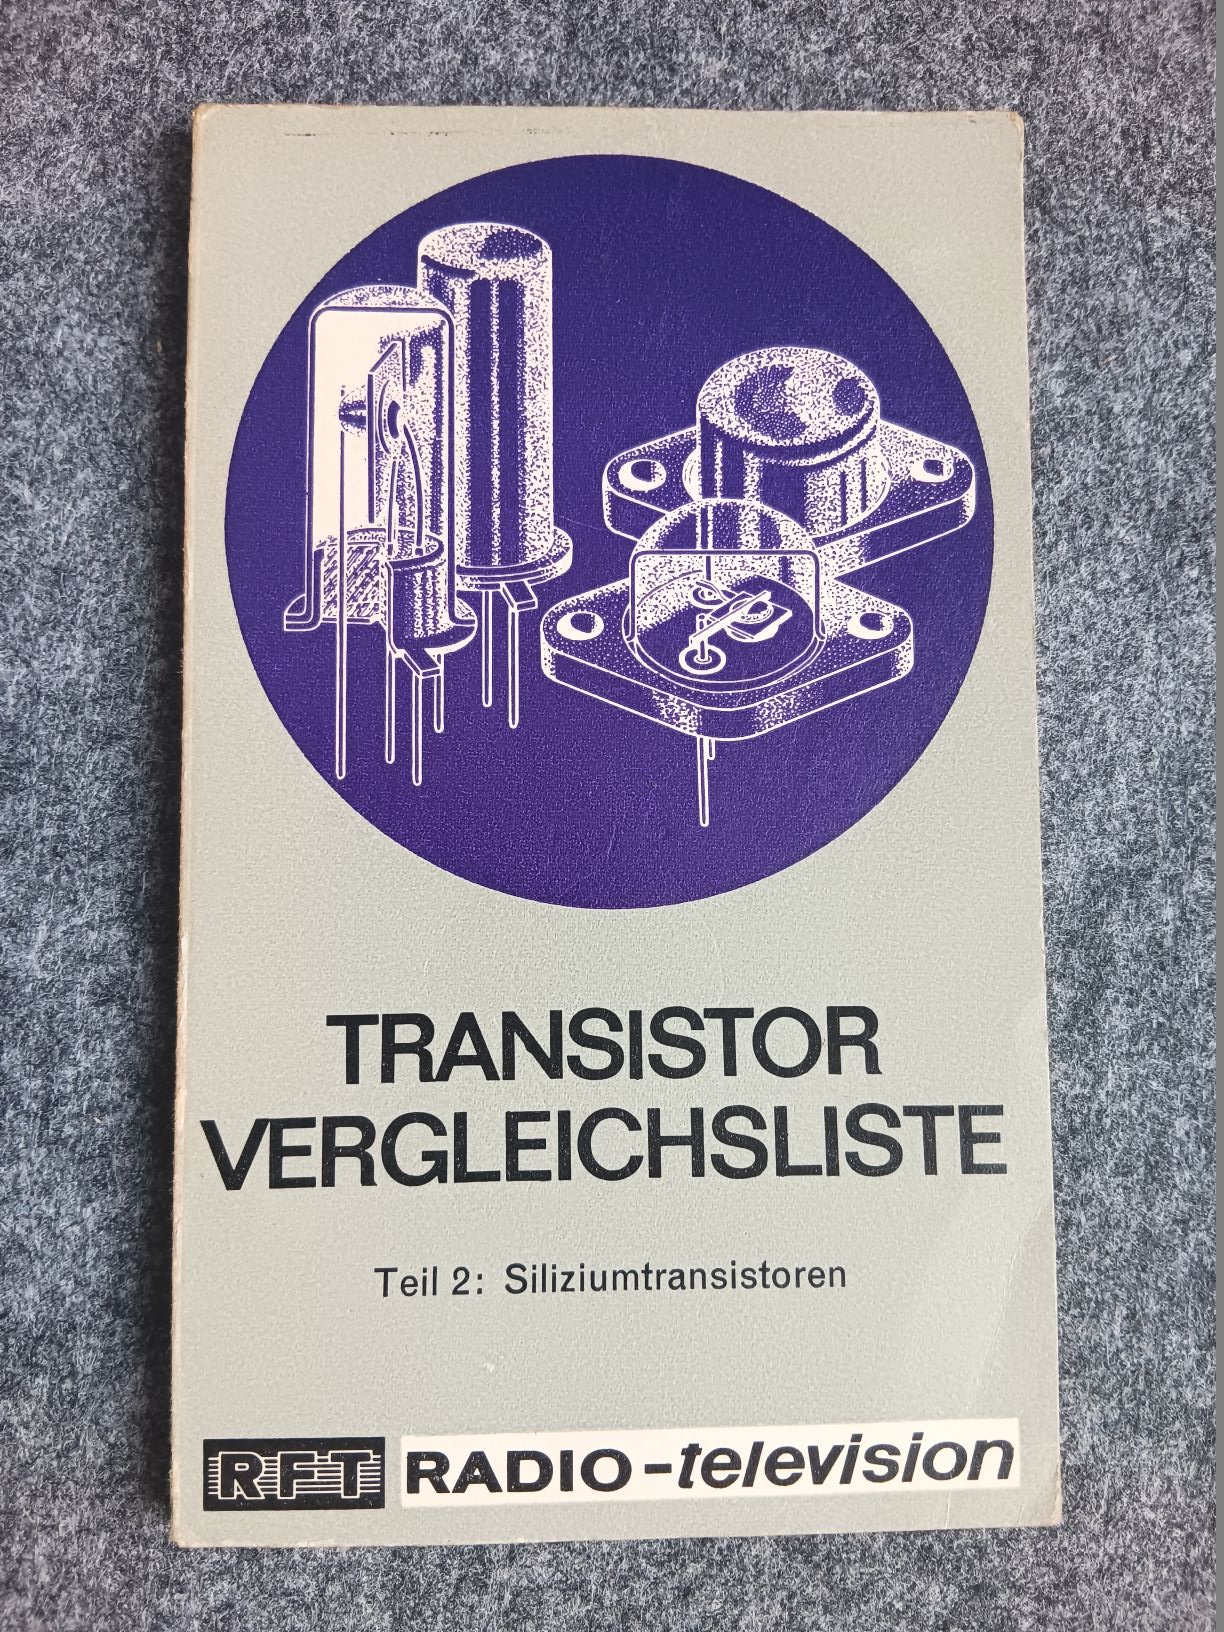 TRANSISTOR
VERGLEICHSLISTE
Teil 2: Siliziumtransistoren
RFT RADIO-television